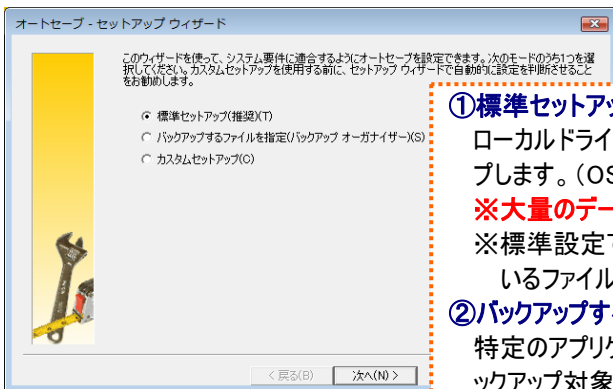 オートセーブ - セットアップ ウィザード
このウィザードを使って、システム要件に適合するようにオートセーブを設定できます。次のモードのうち1つを選
択してください。カスタムセットアップを使用する前に、セットアップ ウィザードで自動的に設定を判断させること
をお勧めします。
標準セットアップ(推奨)(T)
バックアップするファイルを指定(バックアップ オーガナイザー)(S)
カスタムセットアップ(C)
< 戻る(B)
次へ(N) >
①標準セットア
ローカルドライ
プします。(OS
※大量のデー
※標準設定
いるファイル
②バックアップす
特定のアプリ
ックアップ対象